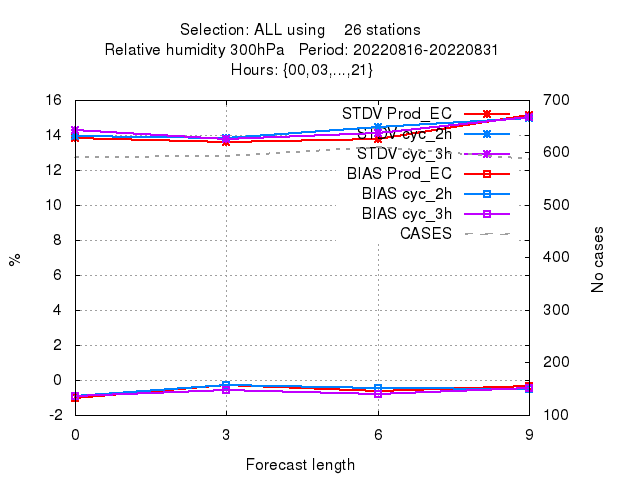 Selection: ALL using    26 stations
Relative humidity 300hPa   Period: 20220816-20220831
Hours: {00,03,...,21}
16
14
12
10
8
6
4
2
0
-2
%
700
600
500
400
300
200
100
No cases
STDV Prod_EC
STDV cyc_2h
STDV cyc_3h
BIAS Prod_EC
BIAS cyc_2h
BIAS cyc_3h
CASES
0 3 6 9
Forecast length